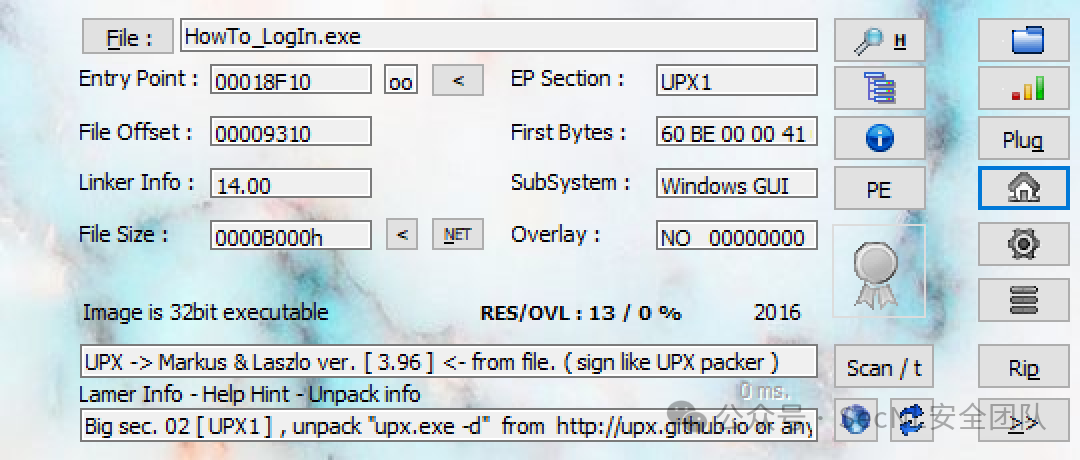 File : HowTo_LogIn.exe H
Entry Point : 00018F10 oo < EP Section : UPX1
File Offset : 00009310 First Bytes : 60 BE 00 00 41 Plug
Linker Info : 14.00 SubSystem : Windows GUI PE
File Size : 0000B000h < NET Overlay : NO 00000000
Image is 32bit executable RES/OVL : 13 / 0 % 2016
UPX -> Markus & Laszlo ver. [ 3.96 ] <- from file. ( sign like UPX packer ) Scan / t Rip
Lamer Info - Help Hint - Unpack info 0 ms.
Big sec. 02 [ UPX1 ] , unpack "upx.exe -d" from http://upx.github.io or any >>
公众号 · 安全团队